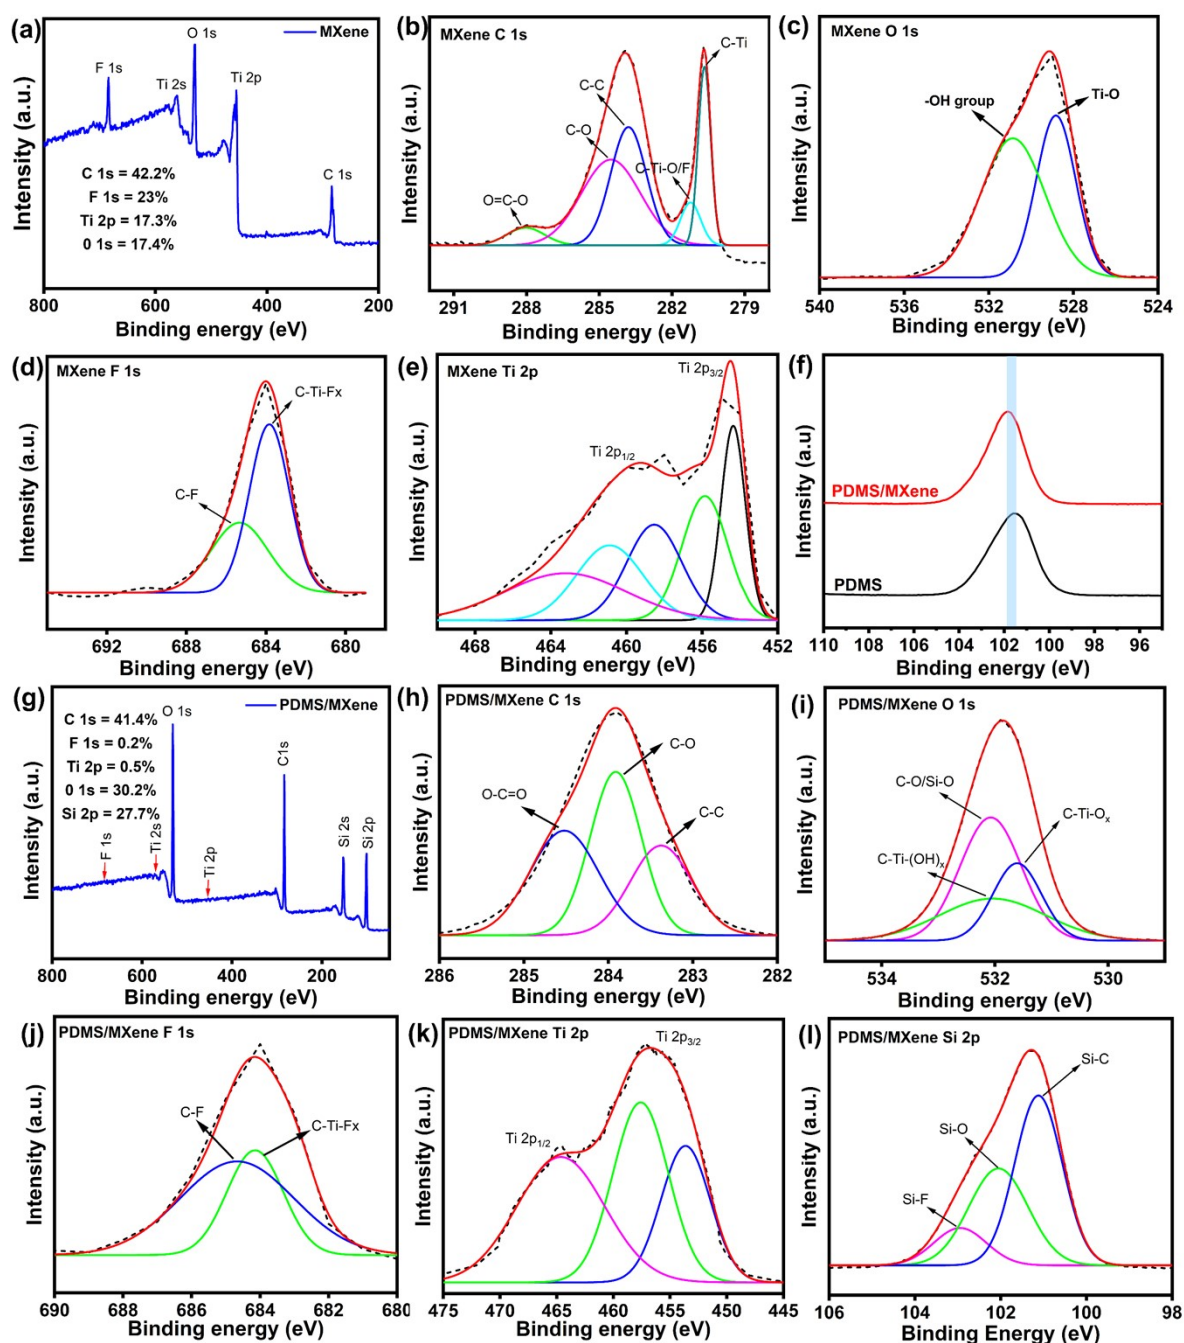 (a)
O 1s
MXene
F 1s
Ti 2s
Ti 2p
C 1s
C 1s = 42.2%
F 1s = 23%
Ti 2p = 17.3%
0 1s = 17.4%
Intensity (a.u.)
800 600 400 200
Binding energy (eV)
(b)
MXene C 1s
C-Ti
C-C
C-O
C-Ti-O/F
O=C-O
Intensity (a.u.)
291 288 285 282 279
Binding energy (eV)
(c)
MXene O 1s
-OH group
Ti-O
Intensity (a.u.)
540 536 532 528 524
Binding energy (eV)
(d)
MXene F 1s
C-Ti-Fx
C-F
Intensity (a.u.)
692 688 684 680
Binding energy (eV)
(e)
MXene Ti 2p
Ti 2p3/2
Ti 2p1/2
Intensity (a.u.)
468 464 460 456 452
Binding energy (eV)
(f)
PDMS/MXene
PDMS
Intensity (a.u)
110 108 106 104 102 100 98 96
Binding energy (eV)
(g)
C 1s = 41.4%
F 1s = 0.2%
Ti 2p = 0.5%
0 1s = 30.2%
Si 2p = 27.7%
O 1s
PDMS/MXene
F 1s
Ti 2s
Ti 2p
C1s
Si 2s
Si 2p
Intensity (a.u.)
800 600 400 200
Binding energy (eV)
(h)
PDMS/MXene C 1s
C-O
O-C=O
C-C
Intensity (a.u.)
286 285 284 283 282
Binding energy (eV)
(i)
PDMS/MXene O 1s
C-O/Si-O
C-Ti-Ox
C-Ti-(OH)x
Intensity (a.u.)
534 532 530
Binding energy (eV)
(j)
PDMS/MXene F 1s
C-F
C-Ti-Fx
Intensity (a.u.)
690 688 686 684 682 680
Binding energy (eV)
(k)
PDMS/MXene Ti 2p
Ti 2p3/2
Ti 2p1/2
Intensity (a.u.)
475 470 465 460 455 450 445
Binding energy (eV)
(l)
PDMS/MXene Si 2p
Si-C
Si-O
Si-F
Intensity (a.u.)
106 104 102 100 98
Binding energy (eV)